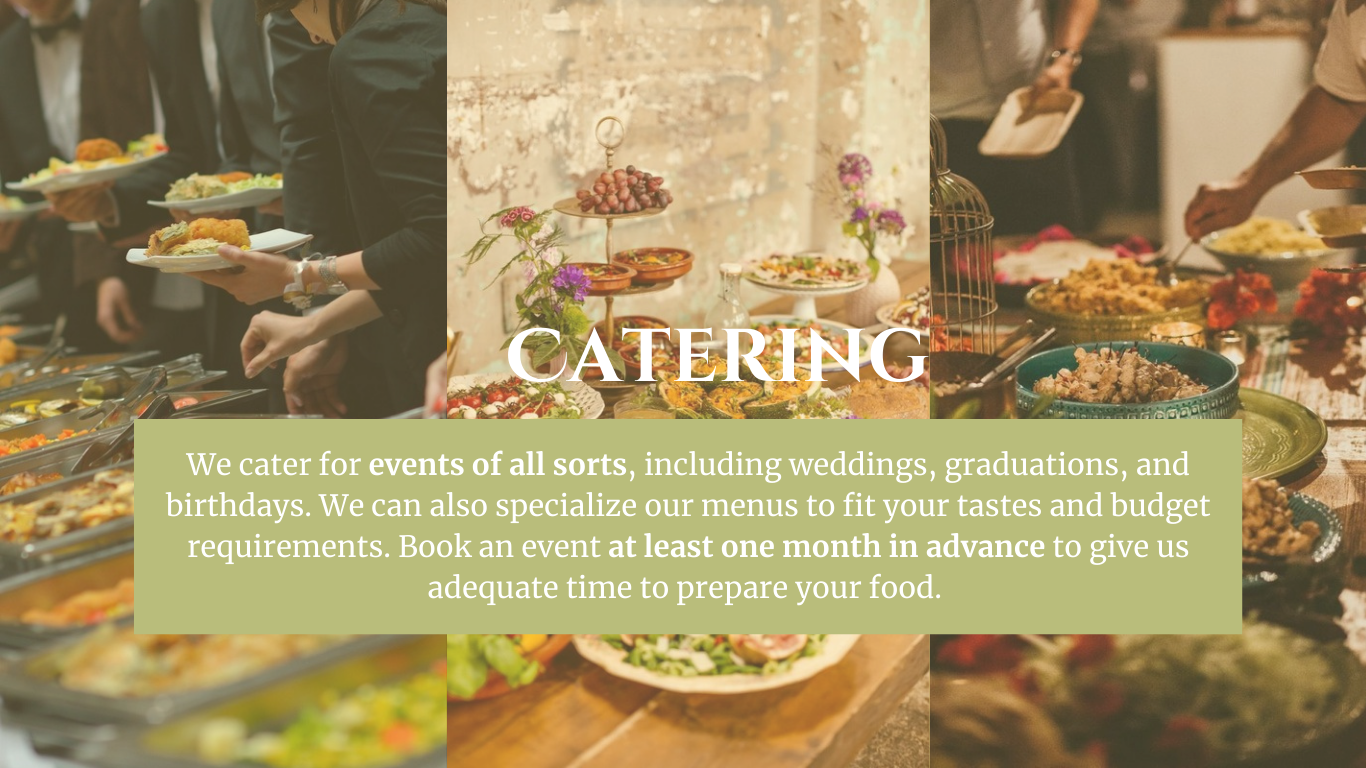 CATERING
We cater for events of all sorts, including weddings, graduations, and
birthdays. We can also specialize our menus to fit your tastes and budget
requirements. Book an event at least one month in advance to give us
adequate time to prepare your food.